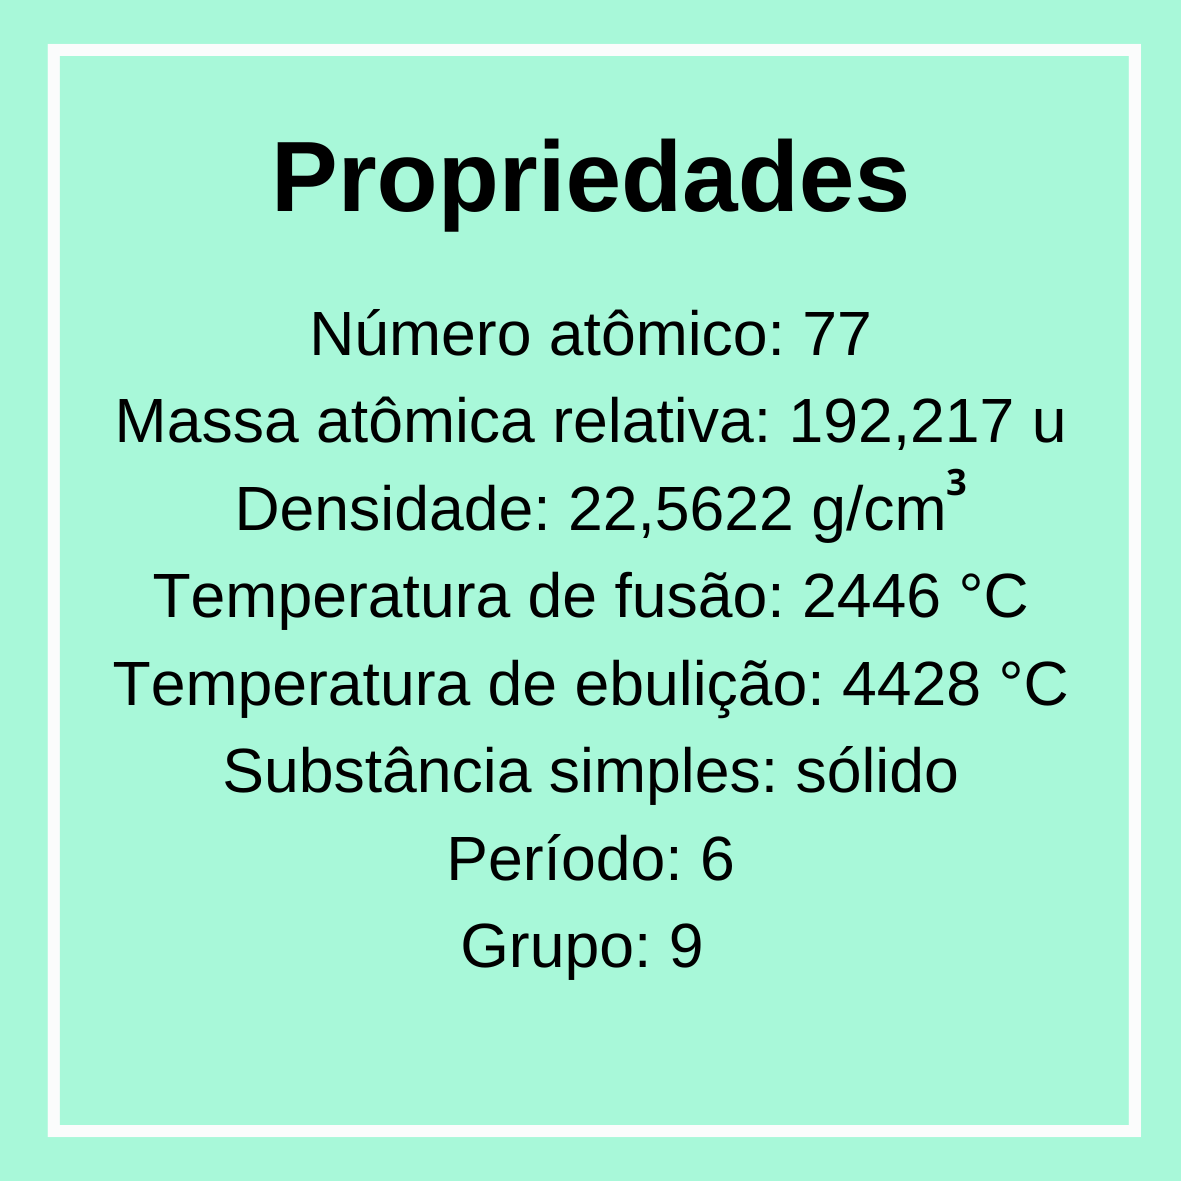 Propriedades
Número atômico: 77
Massa atômica relativa: 192,217 u
Densidade: 22,5622 g/cm³
Temperatura de fusão: 2446 °C
Temperatura de ebulição: 4428 °C
Substância simples: sólido
Período: 6
Grupo: 9